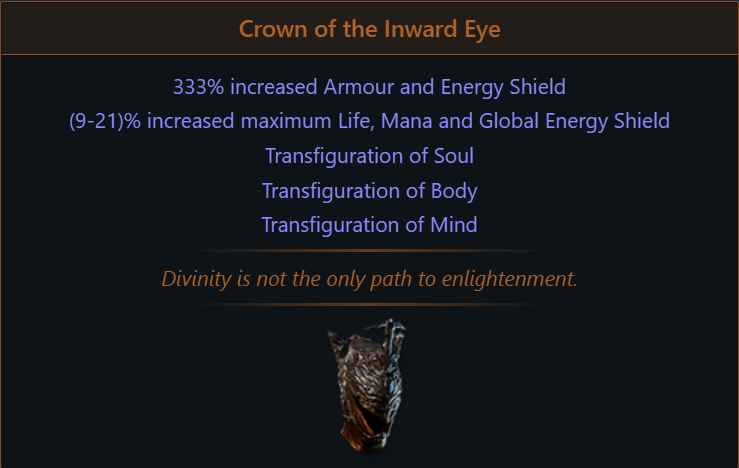 Crown of the Inward Eye
333% increased Armour and Energy Shield
(9-21)% increased maximum Life, Mana and Global Energy Shield
Transfiguration of Soul
Transfiguration of Body
Transfiguration of Mind
Divinity is not the only path to enlightenment.